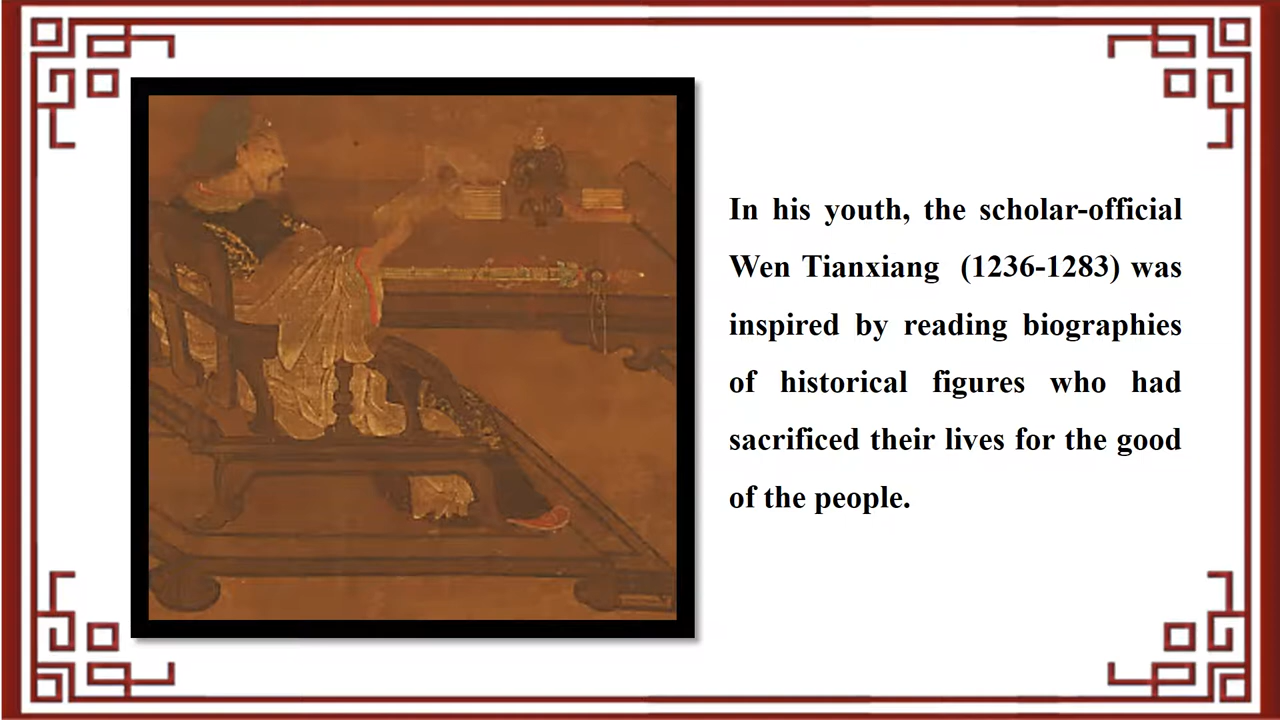 In his youth, the scholar-official
Wen Tianxiang (1236-1283) was
inspired by reading biographies
of historical figures who had
sacrificed their lives for the good
of the people.